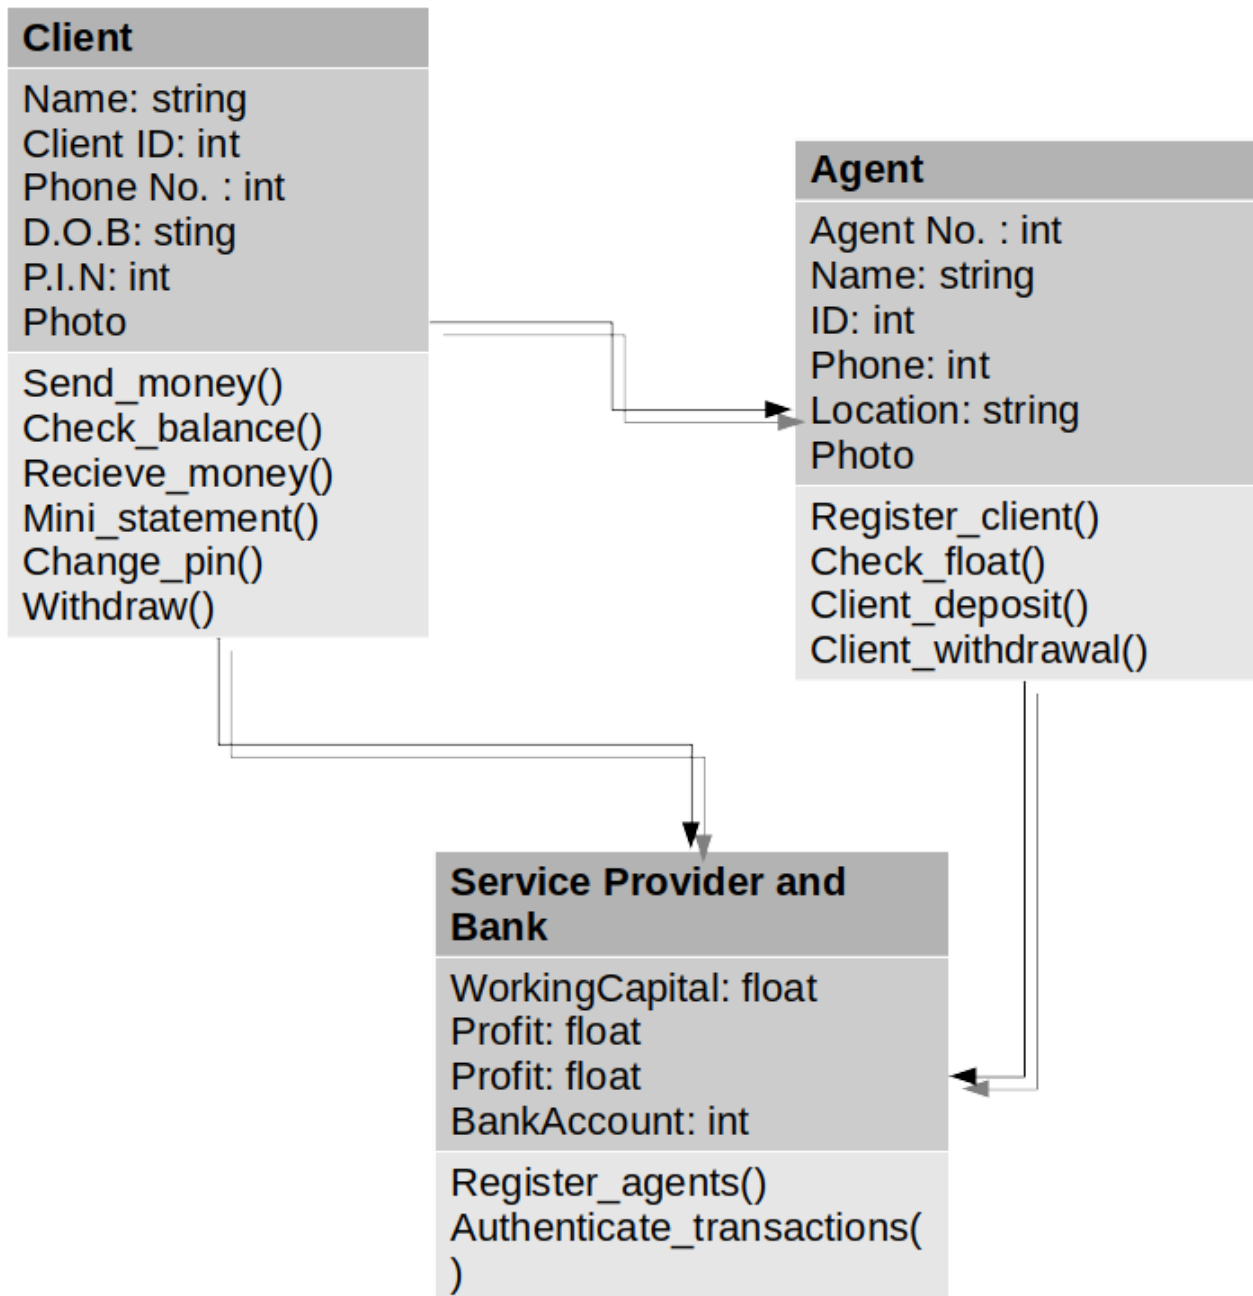 Client
Name: string
Client ID: int
Phone No. : int
D.O.B: sting
P.I.N: int
Photo
Send_money()
Check_balance()
Recieve_money()
Mini_statement()
Change_pin()
Withdraw()
Agent
Agent No. : int
Name: string
ID: int
Phone: int
Location: string
Photo
Register_client()
Check_float()
Client_deposit()
Client_withdrawal()
Service Provider and
Bank
WorkingCapital: float
Profit: float
Profit: float
BankAccount: int
Register_agents()
Authenticate_transactions(
)